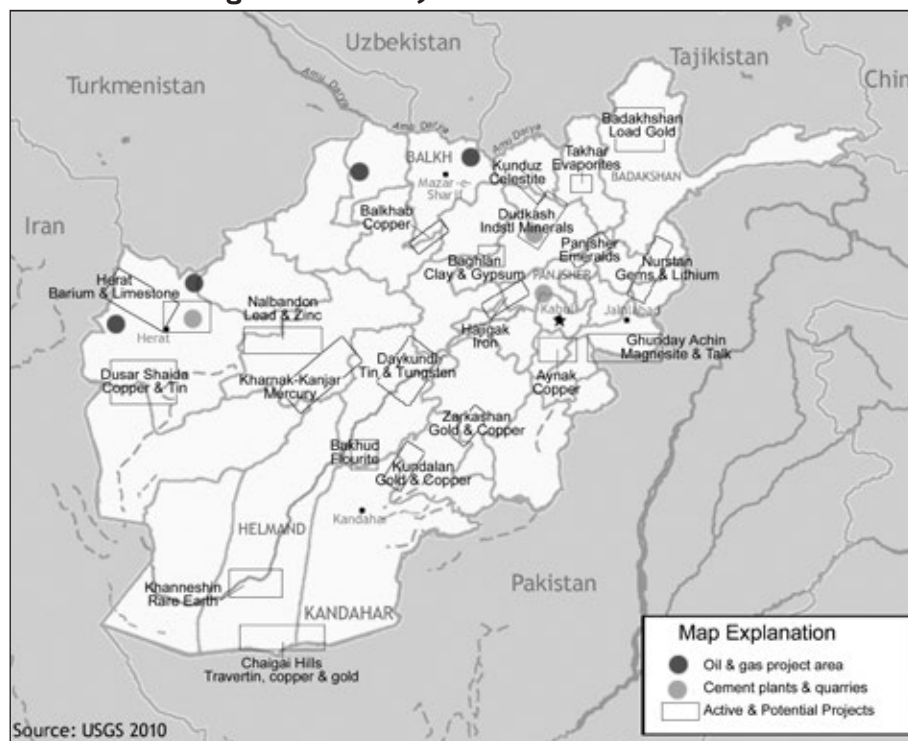 Uzbekistan
Tajikistan
Turkmenistan
Amu Darya
Amu Darya
Amu Darya
Badakhshan
Load Gold
BALKH
Mazar-e-
Sharif
Kunduz
Celestite
Takhar
Evaporites
BADAKSHAN
Balkhab
Copper
Dudkash
Indstl Minerals
Iran
Panjsher
Emeralds
Baghlan
Clay & Gypsum
PANJSHER
Nurstan
Gems & Lithium
Herat
Barium & Limestone
Nalbandon
Lead & Zinc
Kabul
Herat
Hajigak
Iron
Ghunday Achin
Magnesite & Talk
Dusar Shaida
Copper & Tin
Kharnak-Kanjar
Mercury
Daykundi
Tin & Tungsten
Aynak
Copper
Zarkashan
Gold & Copper
Bakhud
Flourite
Kundalan
Gold & Copper
Kandahar
HELMAND
Pakistan
Khanneshin
Rare Earth
KANDAHAR
Chaigai Hills
Travertin, copper & gold
Map Explanation
Oil & gas project area
Cement plants & quarries
Active & Potential Projects
Source: USGS 2010